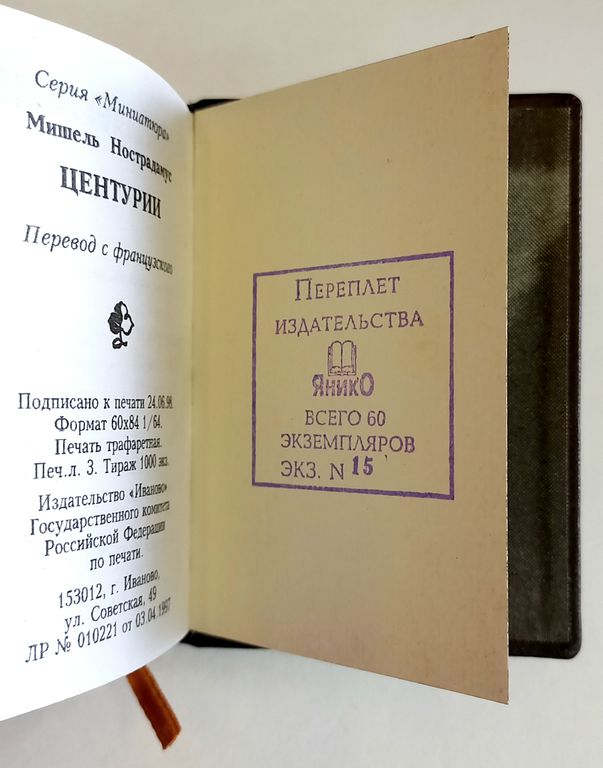 Серия «Миниатюра»
Мишель Нострадамус
ЦЕНТУРИИ
Перевод с французского
Подписано к печати 24.06.98.
Формат 60х84 1/64.
Печать трафаретная.
Печ.л. 3. Тираж 1000 экз.
Издательство «Иваново»
Государственного комитета
Российской Федерации
по печати.
153012, г. Иваново,
ул. Советская, 49
ЛР № 010221 от 03.04.1997
ПЕРЕПЛЕТ
ИЗДАТЕЛЬСТВА
ЯникО
ВСЕГО 60
ЭКЗЕМПЛЯРОВ
ЭКЗ. N 15